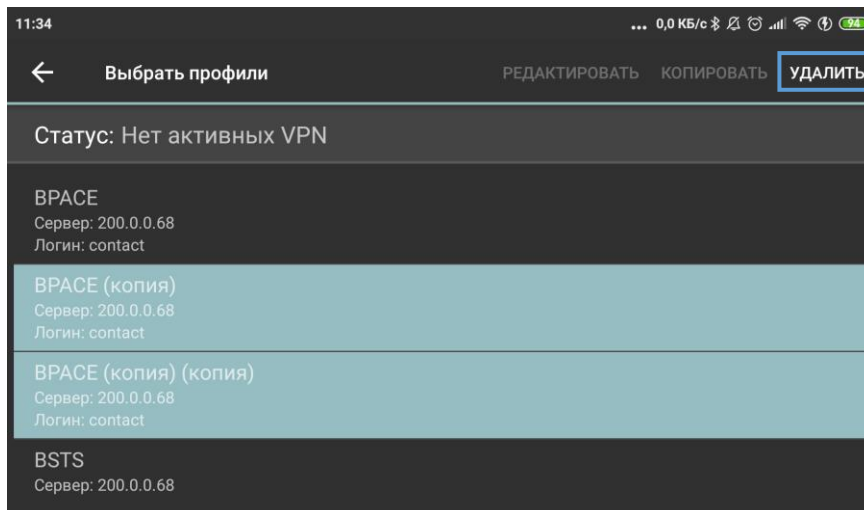 11:34
... 0,0 КБ/с 94
Выбрать профили РЕДАКТИРОВАТЬ КОПИРОВАТЬ УДАЛИТЬ
Статус: Нет активных VPN
BPACE
Сервер: 200.0.0.68
Логин: contact
BPACE (копия)
Сервер: 200.0.0.68
Логин: contact
BPACE (копия) (копия)
Сервер: 200.0.0.68
Логин: contact
BSTS
Сервер: 200.0.0.68